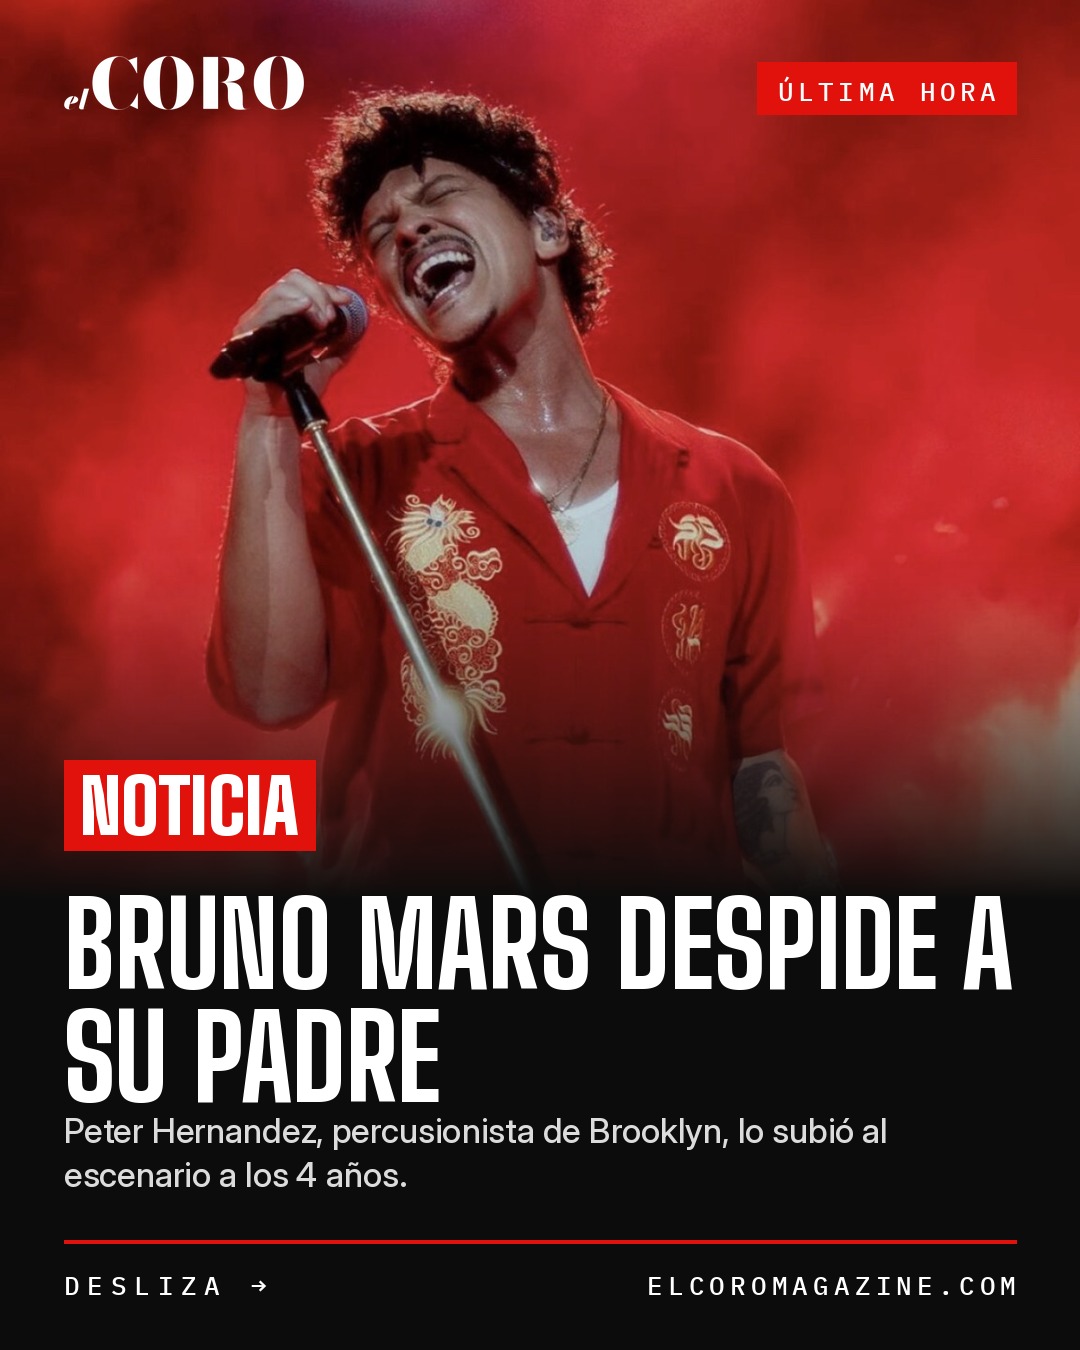 elCORO
ÚLTIMA HORA
NOTICIA
BRUNO MARS DESPIDE A
SU PADRE
Peter Hernandez, percusionista de Brooklyn, lo subió al
escenario a los 4 años.
DESLIZA →
ELCOROMAGAZINE.COM